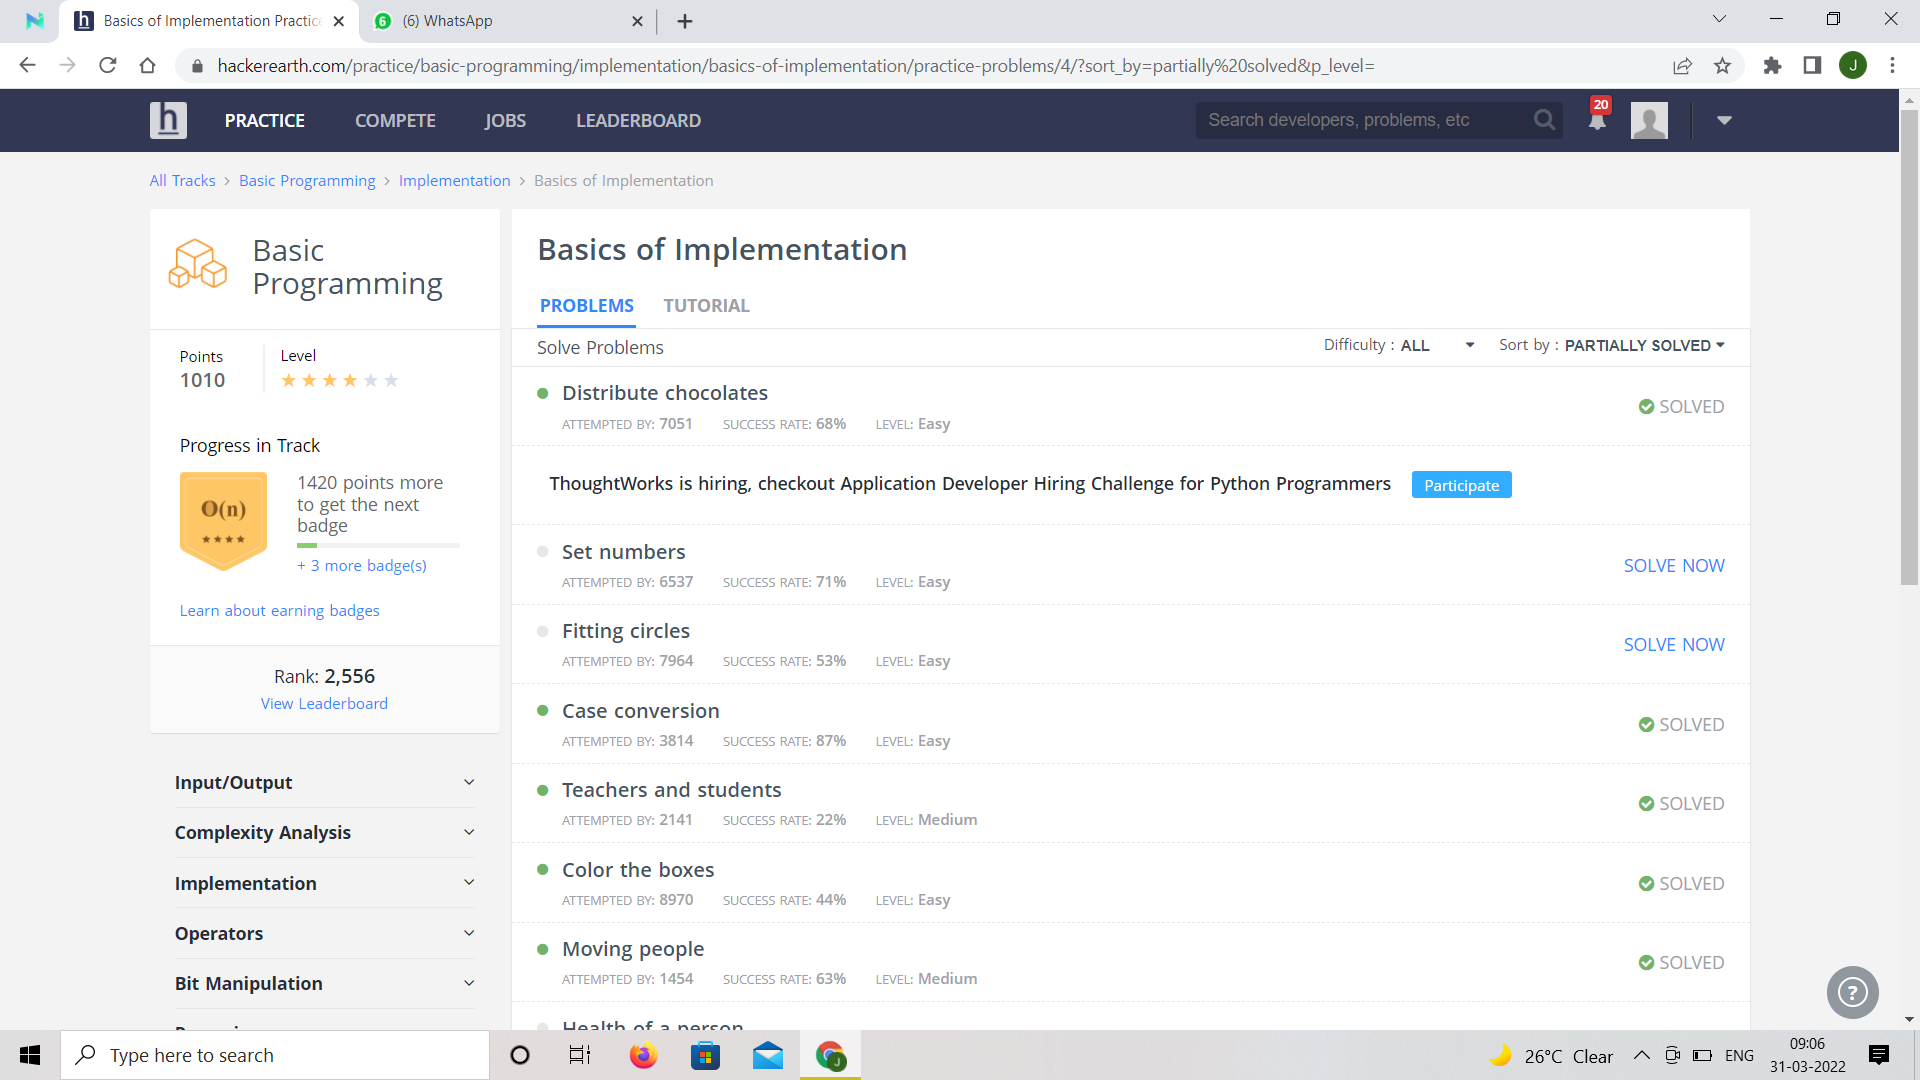 Basics of Implementation Practice
(6) WhatsApp
hackerearth.com/practice/basic-programming/implementation/basics-of-implementation/practice-problems/4/?sort_by=partially%20solved&p_level=
J
h PRACTICE COMPETE JOBS LEADERBOARD Search developers, problems, etc 20
All Tracks > Basic Programming > Implementation > Basics of Implementation
Basic
Programming
Points
1010
Level
Progress in Track
O(n)
1420 points more
to get the next
badge
+ 3 more badge(s)
Learn about earning badges
Rank: 2,556
View Leaderboard
Input/Output
Complexity Analysis
Implementation
Operators
Bit Manipulation
Basics of Implementation
PROBLEMS TUTORIAL
Solve Problems Difficulty : ALL Sort by : PARTIALLY SOLVED
Distribute chocolates
ATTEMPTED BY: 7051 SUCCESS RATE: 68% LEVEL: Easy
SOLVED
ThoughtWorks is hiring, checkout Application Developer Hiring Challenge for Python Programmers Participate
Set numbers
ATTEMPTED BY: 6537 SUCCESS RATE: 71% LEVEL: Easy
SOLVE NOW
Fitting circles
ATTEMPTED BY: 7964 SUCCESS RATE: 53% LEVEL: Easy
SOLVE NOW
Case conversion
ATTEMPTED BY: 3814 SUCCESS RATE: 87% LEVEL: Easy
SOLVED
Teachers and students
ATTEMPTED BY: 2141 SUCCESS RATE: 22% LEVEL: Medium
SOLVED
Color the boxes
ATTEMPTED BY: 8970 SUCCESS RATE: 44% LEVEL: Easy
SOLVED
Moving people
ATTEMPTED BY: 1454 SUCCESS RATE: 63% LEVEL: Medium
SOLVED
Health of a person
?
Type here to search
26°C Clear ENG
09:06
31-03-2022